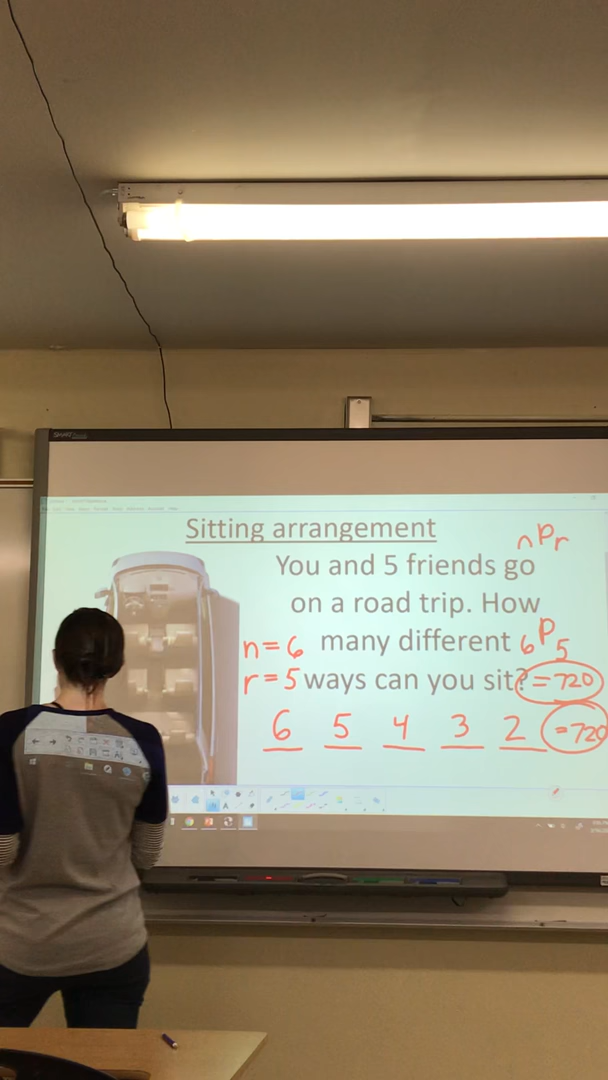 Sitting arrangement
nPr
You and 5 friends go
on a road trip. How
n=6 many different 6P5
r=5 ways can you sit? =720
6 5 4 3 2 =720